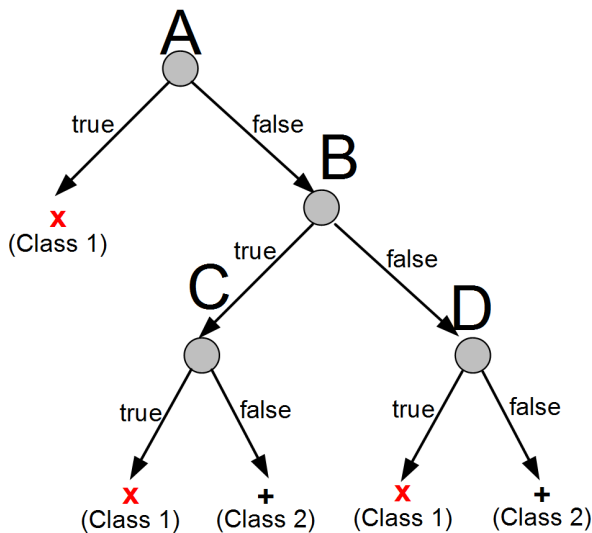 A
true
false
B
x
(Class 1)
true
false
C
D
true
false
true
false
x
+
x
+
(Class 1)
(Class 2)
(Class 1)
(Class 2)